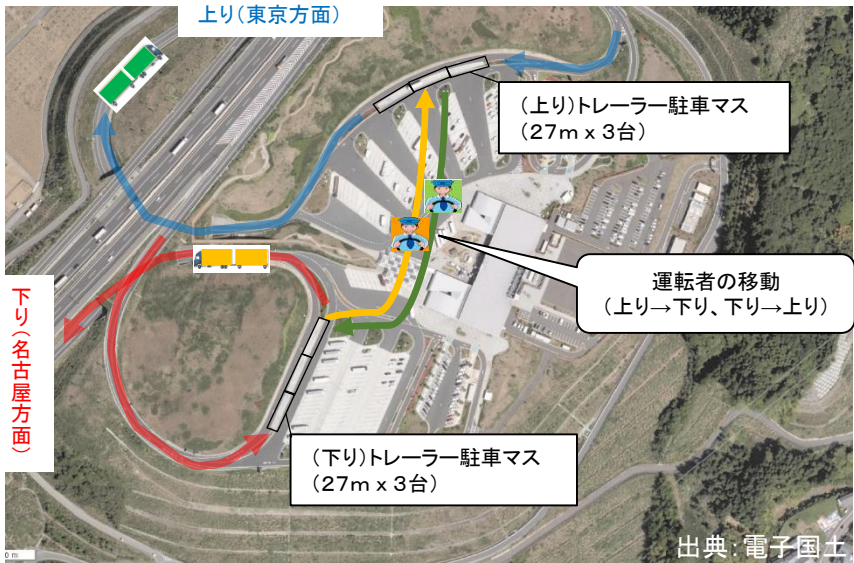 上り(東京方面)
(上り)トレーラー駐車マス
(27m x 3台)
運転者の移動
(上り→下り、下り→上り)
下り(名古屋方面)
(下り)トレーラー駐車マス
(27m x 3台)
0 m
出典:電子国土